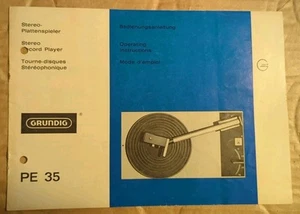 Stereo-
Plattenspieler
Stereo
Record Player
Tourne-disques
Stéréophonique
Bedienungsanleitung
Operating
Instructions
Mode d'emploi
GRUNDIG
PE 35